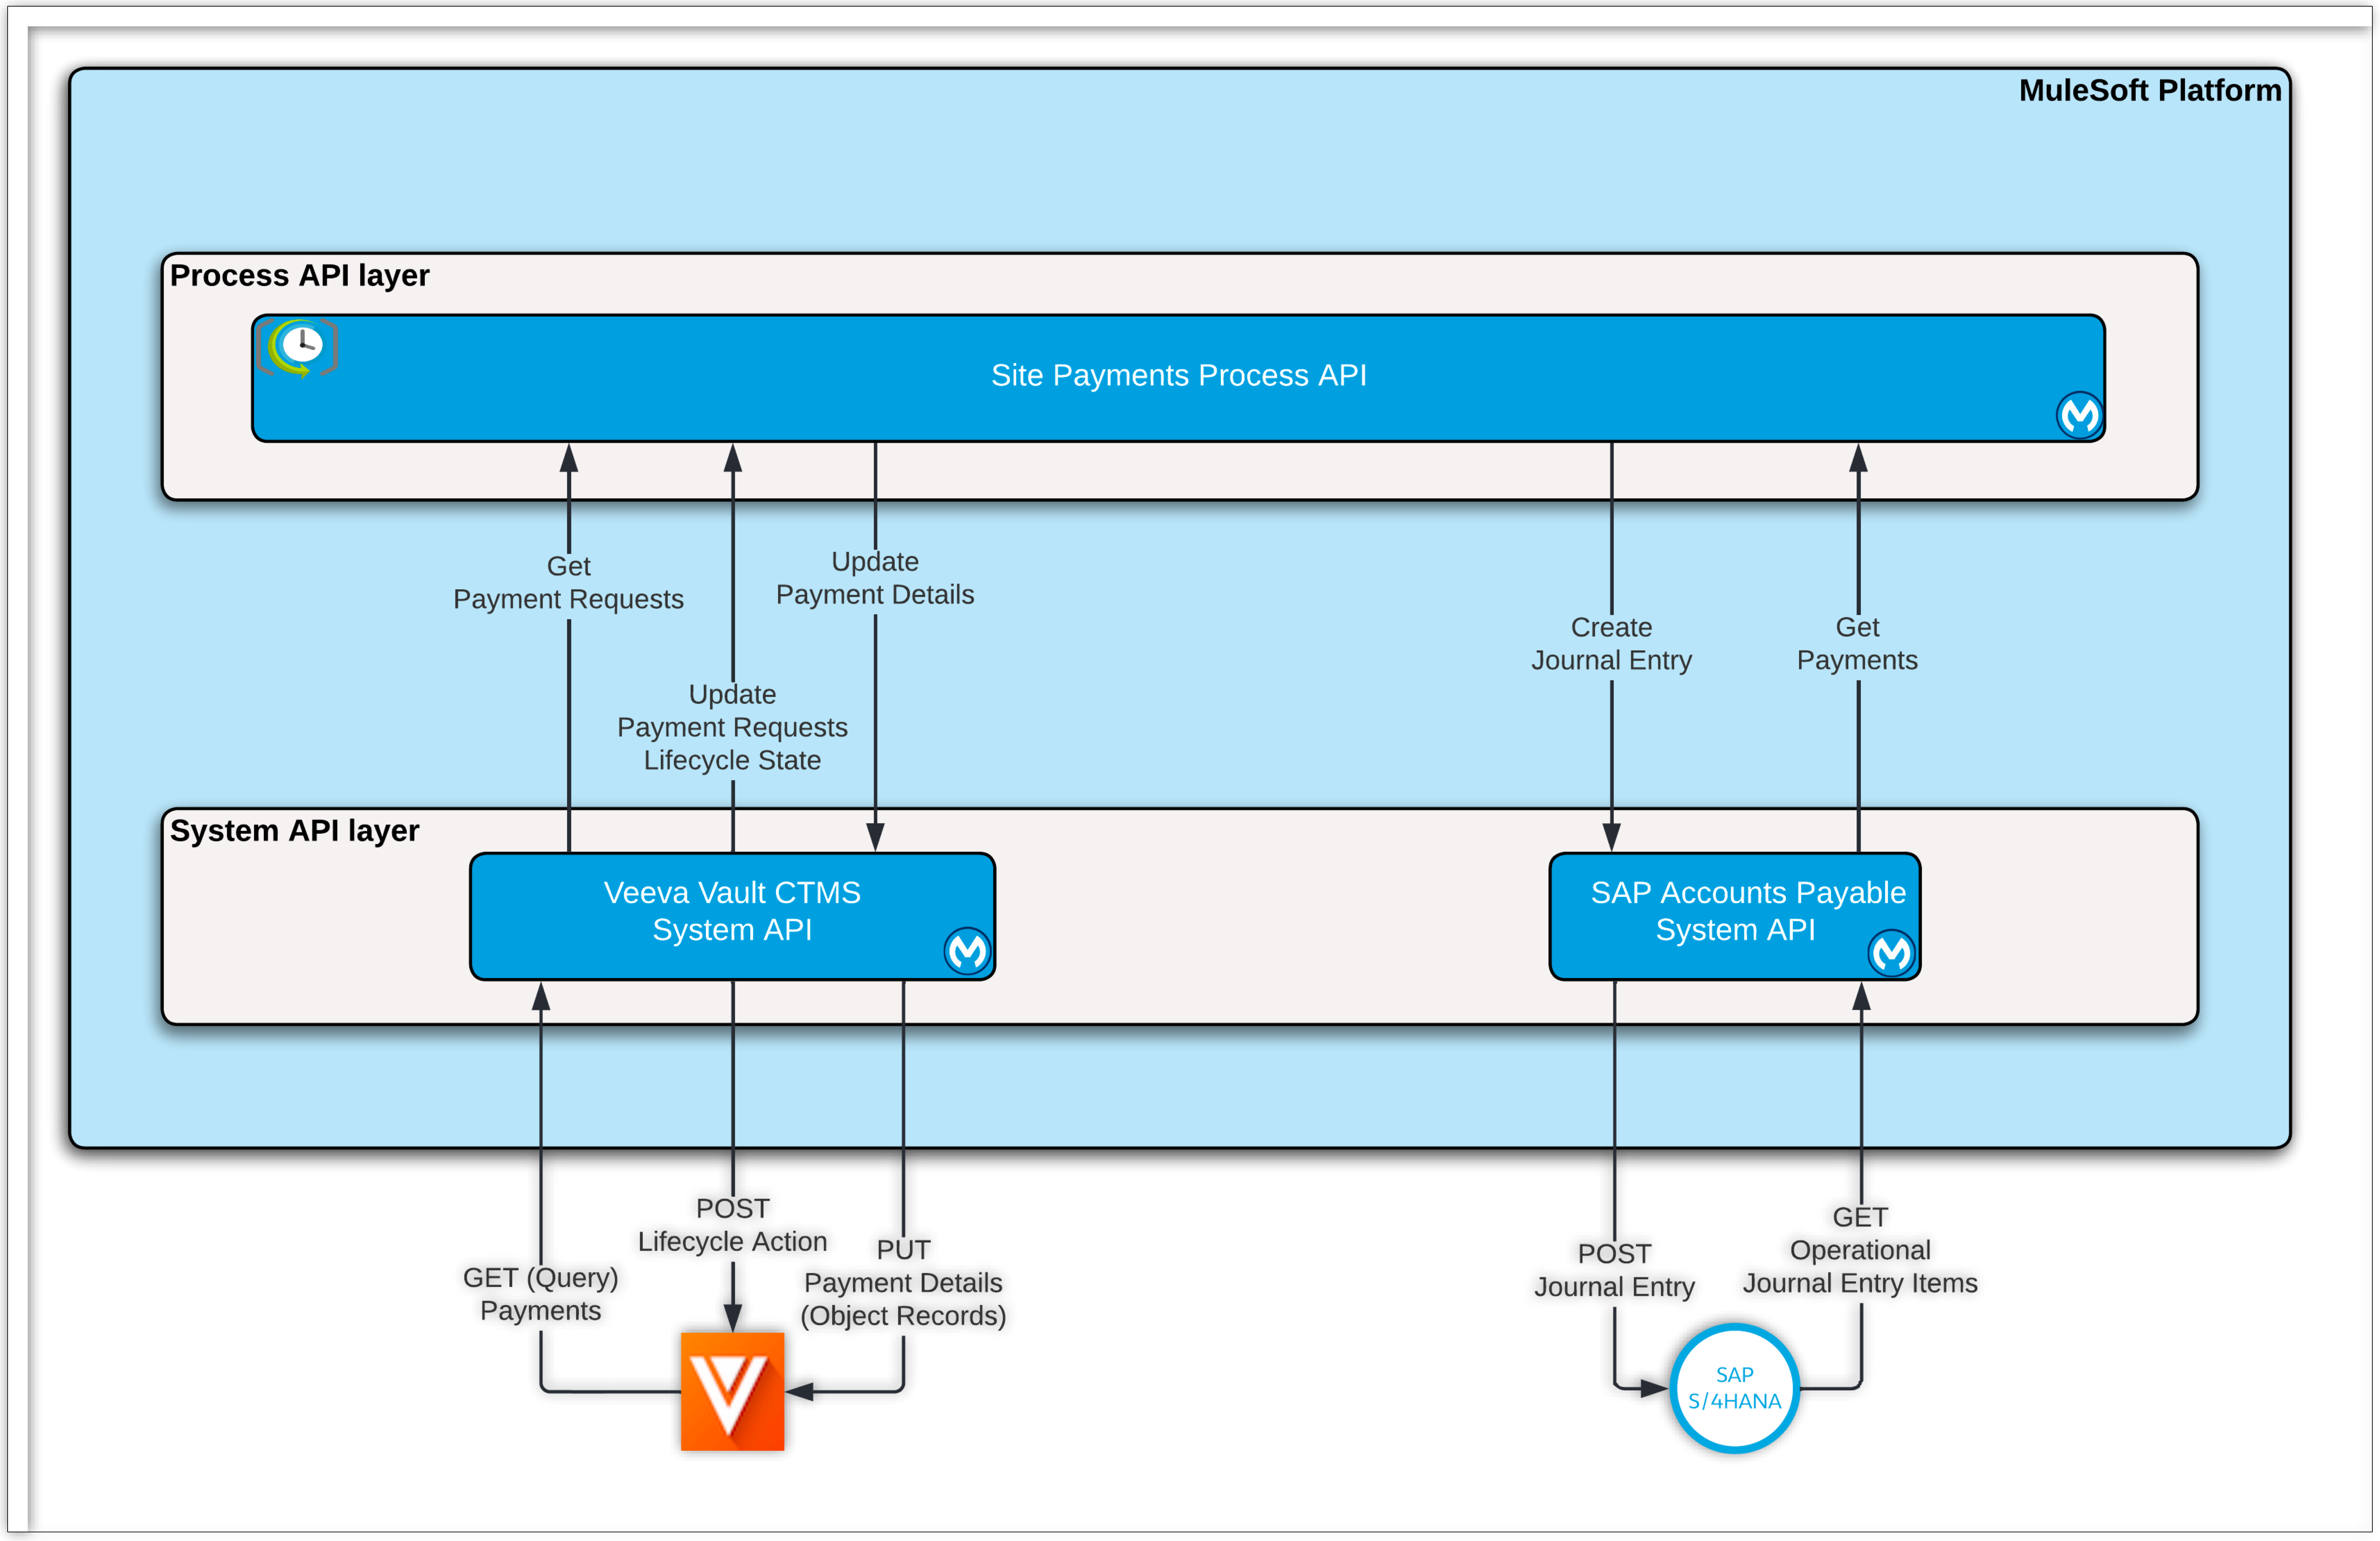 MuleSoft Platform
Process API layer
Site Payments Process API
Get
Payment Requests
Update
Payment Details
Update
Payment Requests
Lifecycle State
Create
Journal Entry
Get
Payments
System API layer
Veeva Vault CTMS
System API
SAP Accounts Payable
System API
GET (Query)
Payments
POST
Lifecycle Action
PUT
Payment Details
(Object Records)
POST
Journal Entry
GET
Operational
Journal Entry Items
SAP
S/4HANA